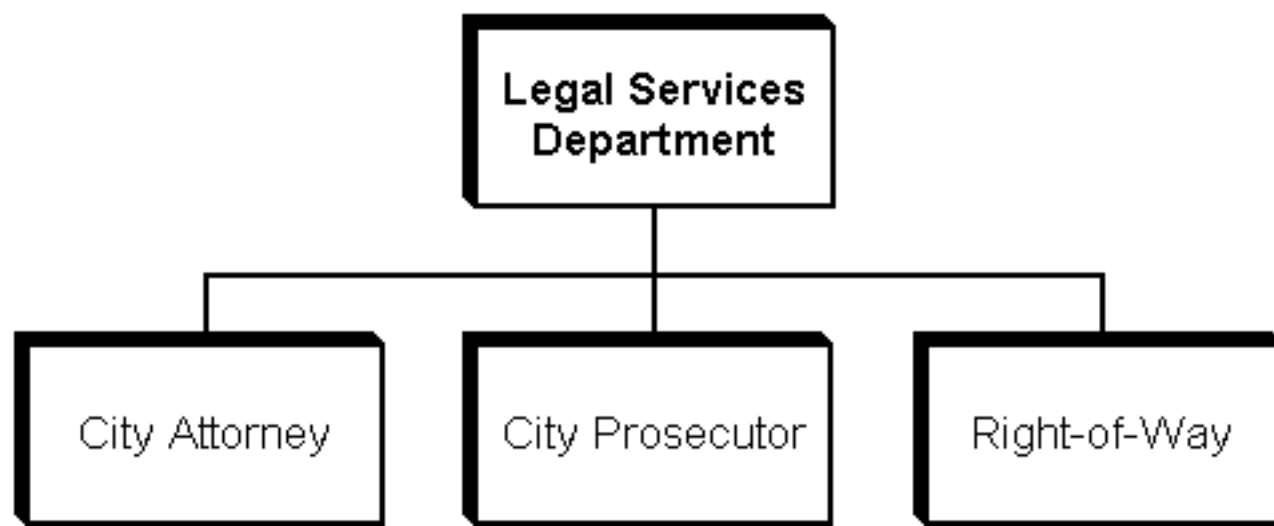 Legal Services
Department
City Attorney
City Prosecutor
Right-of-Way